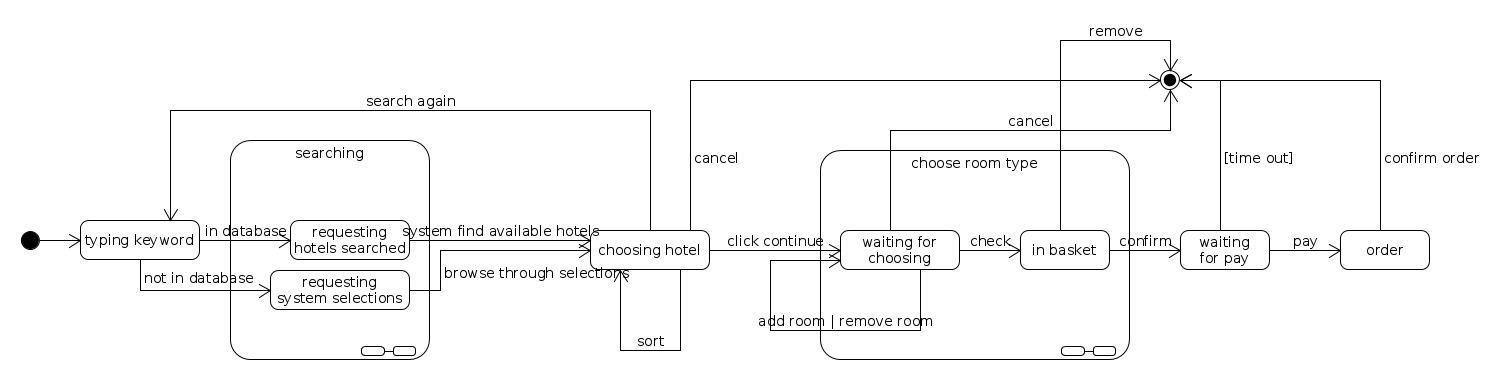 remove
search again
cancel
searching
cancel
choose room type
[time out]
confirm order
typing keyword
in database
requesting
hotels searched
system find available hotels
choosing hotel
click continue
waiting for
choosing
check
in basket
confirm
waiting
for pay
pay
order
not in database
requesting
system selections
browse through selections
add room | remove room
sort